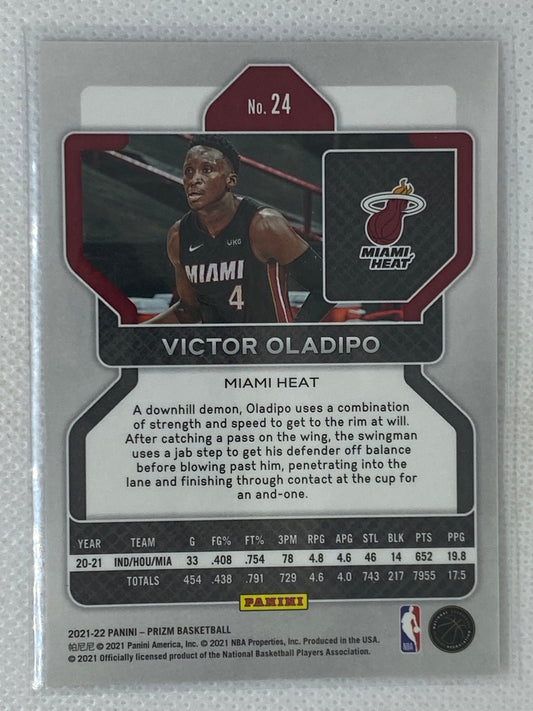 No. 24
UKG
MIAMI
4
MIAMI
HEAT
VICTOR OLADIPO
MIAMI HEAT
A downhill demon, Oladipo uses a combination
of strength and speed to get to the rim at will.
After catching a pass on the wing, the swingman
uses a jab step to get his defender off balance
before blowing past him, penetrating into the
lane and finishing through contact at the cup for
an and-one.
YEAR TEAM G FG% FT% 3PM RPG APG STL BLK PTS PPG
20-21 IND/HOU/MIA 33 .408 .754 78 4.8 4.6 46 14 652 19.8
TOTALS 454 .438 .791 729 4.6 4.0 743 217 7955 17.5
PANINI
2021-22 PANINI – PRIZM BASKETBALL
帕尼尼 © 2021 Panini America, Inc. © 2021 NBA Properties, Inc. Produced in the USA.
© 2021 Officially licensed product of the National Basketball Players Association.
NBA